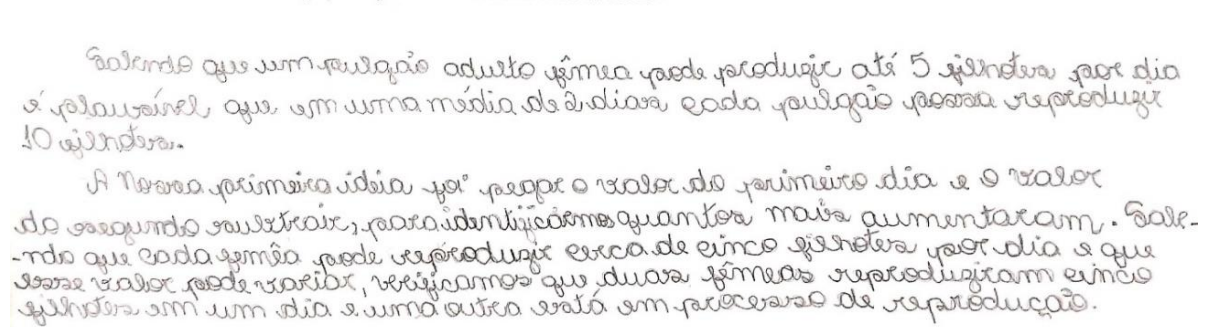 Sabendo que um pulgão adulto fêmea pode produzir até 5 filhotes por dia
é plausível, que em uma média de 2 dias cada pulgão possa reproduzir
10 filhotes.
A Nossa primeira idéia foi pegar o valor do primeiro dia e o valor
do segundo subtrair, para identificarmos quantos mais aumentaram. Sabe-
-ndo que cada femêa pode reproduzir cerca de cinco filhotes por dia e que
esse valor pode variar, verificamos que duas fêmeas reproduziram cinco
filhotes em um dia e uma outra está em processo de reprodução.